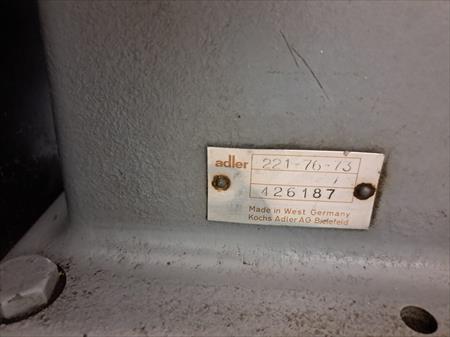 adler 221-76-73
426187
Made in West Germany
Kochs Adler AG Bielefeld